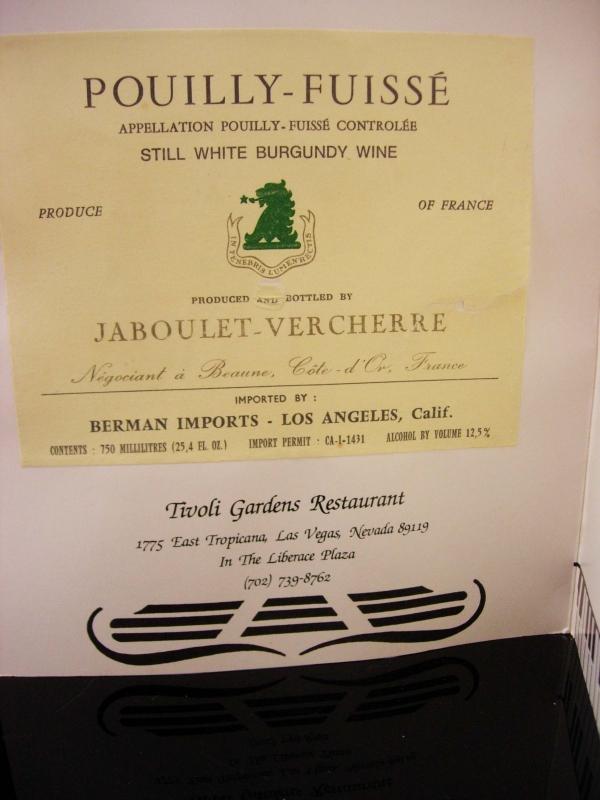 POUILLY-FUISSÉ
APPELLATION POUILLY-FUISSÉ CONTROLÉE
STILL WHITE BURGUNDY WINE
PRODUCE OF FRANCE
IN TENEBRIS LUMEN RECTIS
PRODUCED AND BOTTLED BY
JABOULET-VERCHERRE
Négociant à Beaune, Côte-d'Or, France
IMPORTED BY :
BERMAN IMPORTS - LOS ANGELES, Calif.
CONTENTS : 750 MILLILITRES (25,4 FL. OZ.) IMPORT PERMIT : CA-I-1431 ALCOHOL BY VOLUME 12,5%
Tivoli Gardens Restaurant
1775 East Tropicana, Las Vegas, Nevada 89119
In The Liberace Plaza
(702) 739-8762